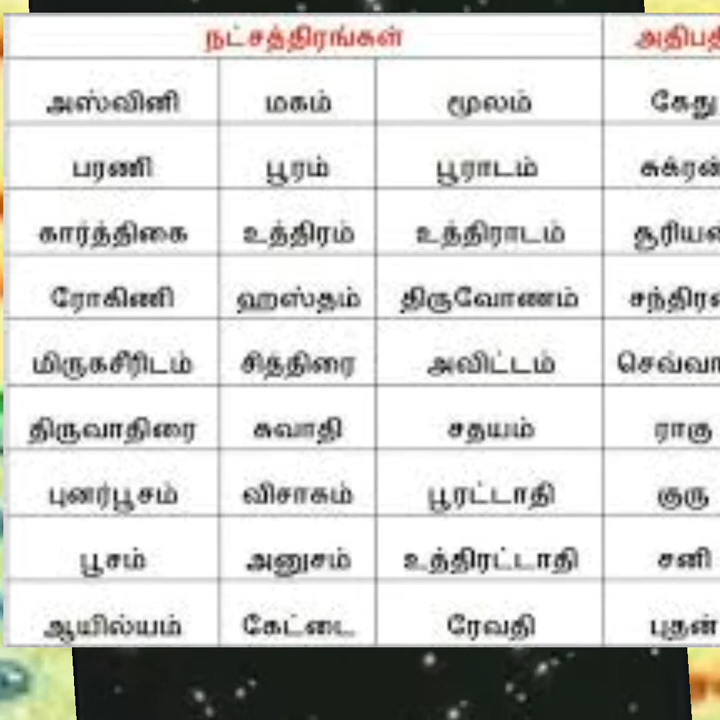 நட்சத்திரங்கள்
அஸ்வினி மகம் மூலம் கேது
பரணி பூரம் பூராடம்
கார்த்திகை உத்திரம் உத்திராடம்
ரோகிணி ஹஸ்தம் திருவோணம்
மிருகசீரிடம் சித்திரை அவிட்டம்
திருவாதிரை சுவாதி சதயம் ராகு
புனர்பூசம் விசாகம் பூரட்டாதி குரு
பூசம் அனுசம் உத்திரட்டாதி சனி
ஆயில்யம் கேட்டை ரேவதி புதன்